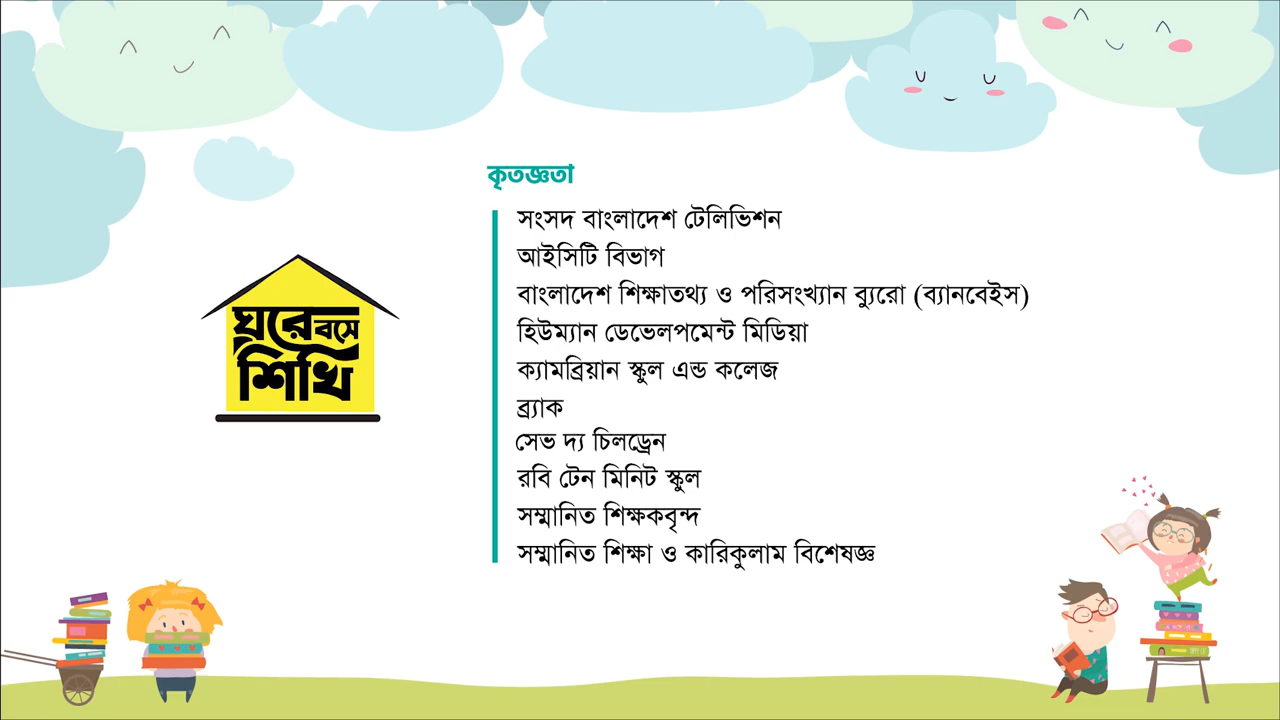 কৃতজ্ঞতা
সংসদ বাংলাদেশ টেলিভিশন
আইসিটি বিভাগ
বাংলাদেশ শিক্ষাতথ্য ও পরিসংখ্যান ব্যুরো (ব্যানবেইস)
হিউম্যান ডেভেলপমেন্ট মিডিয়া
ক্যামব্রিয়ান স্কুল এন্ড কলেজ
ব্র্যাক
সেভ দ্য চিলড্রেন
রবি টেন মিনিট স্কুল
সম্মানিত শিক্ষকবৃন্দ
সম্মানিত শিক্ষা ও কারিকুলাম বিশেষজ্ঞ
ঘরে বসে
শিখি